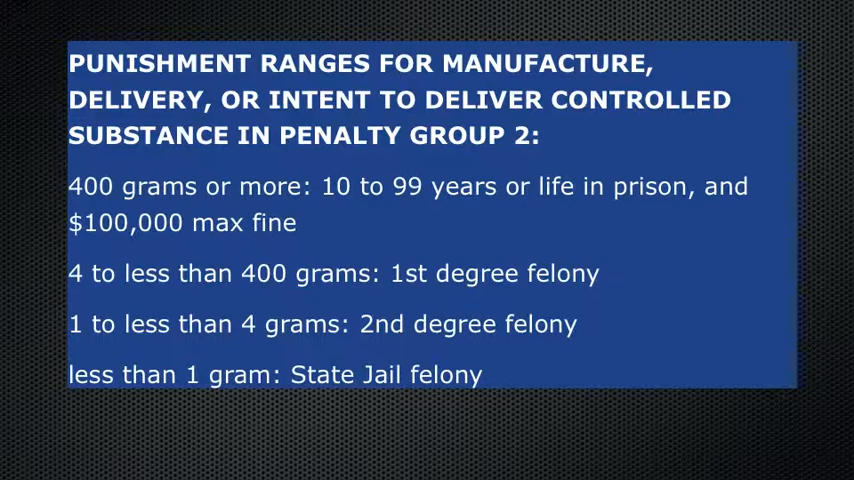 PUNISHMENT RANGES FOR MANUFACTURE,
DELIVERY, OR INTENT TO DELIVER CONTROLLED
SUBSTANCE IN PENALTY GROUP 2:
400 grams or more: 10 to 99 years or life in prison, and
$100,000 max fine
4 to less than 400 grams: 1st degree felony
1 to less than 4 grams: 2nd degree felony
less than 1 gram: State Jail felony